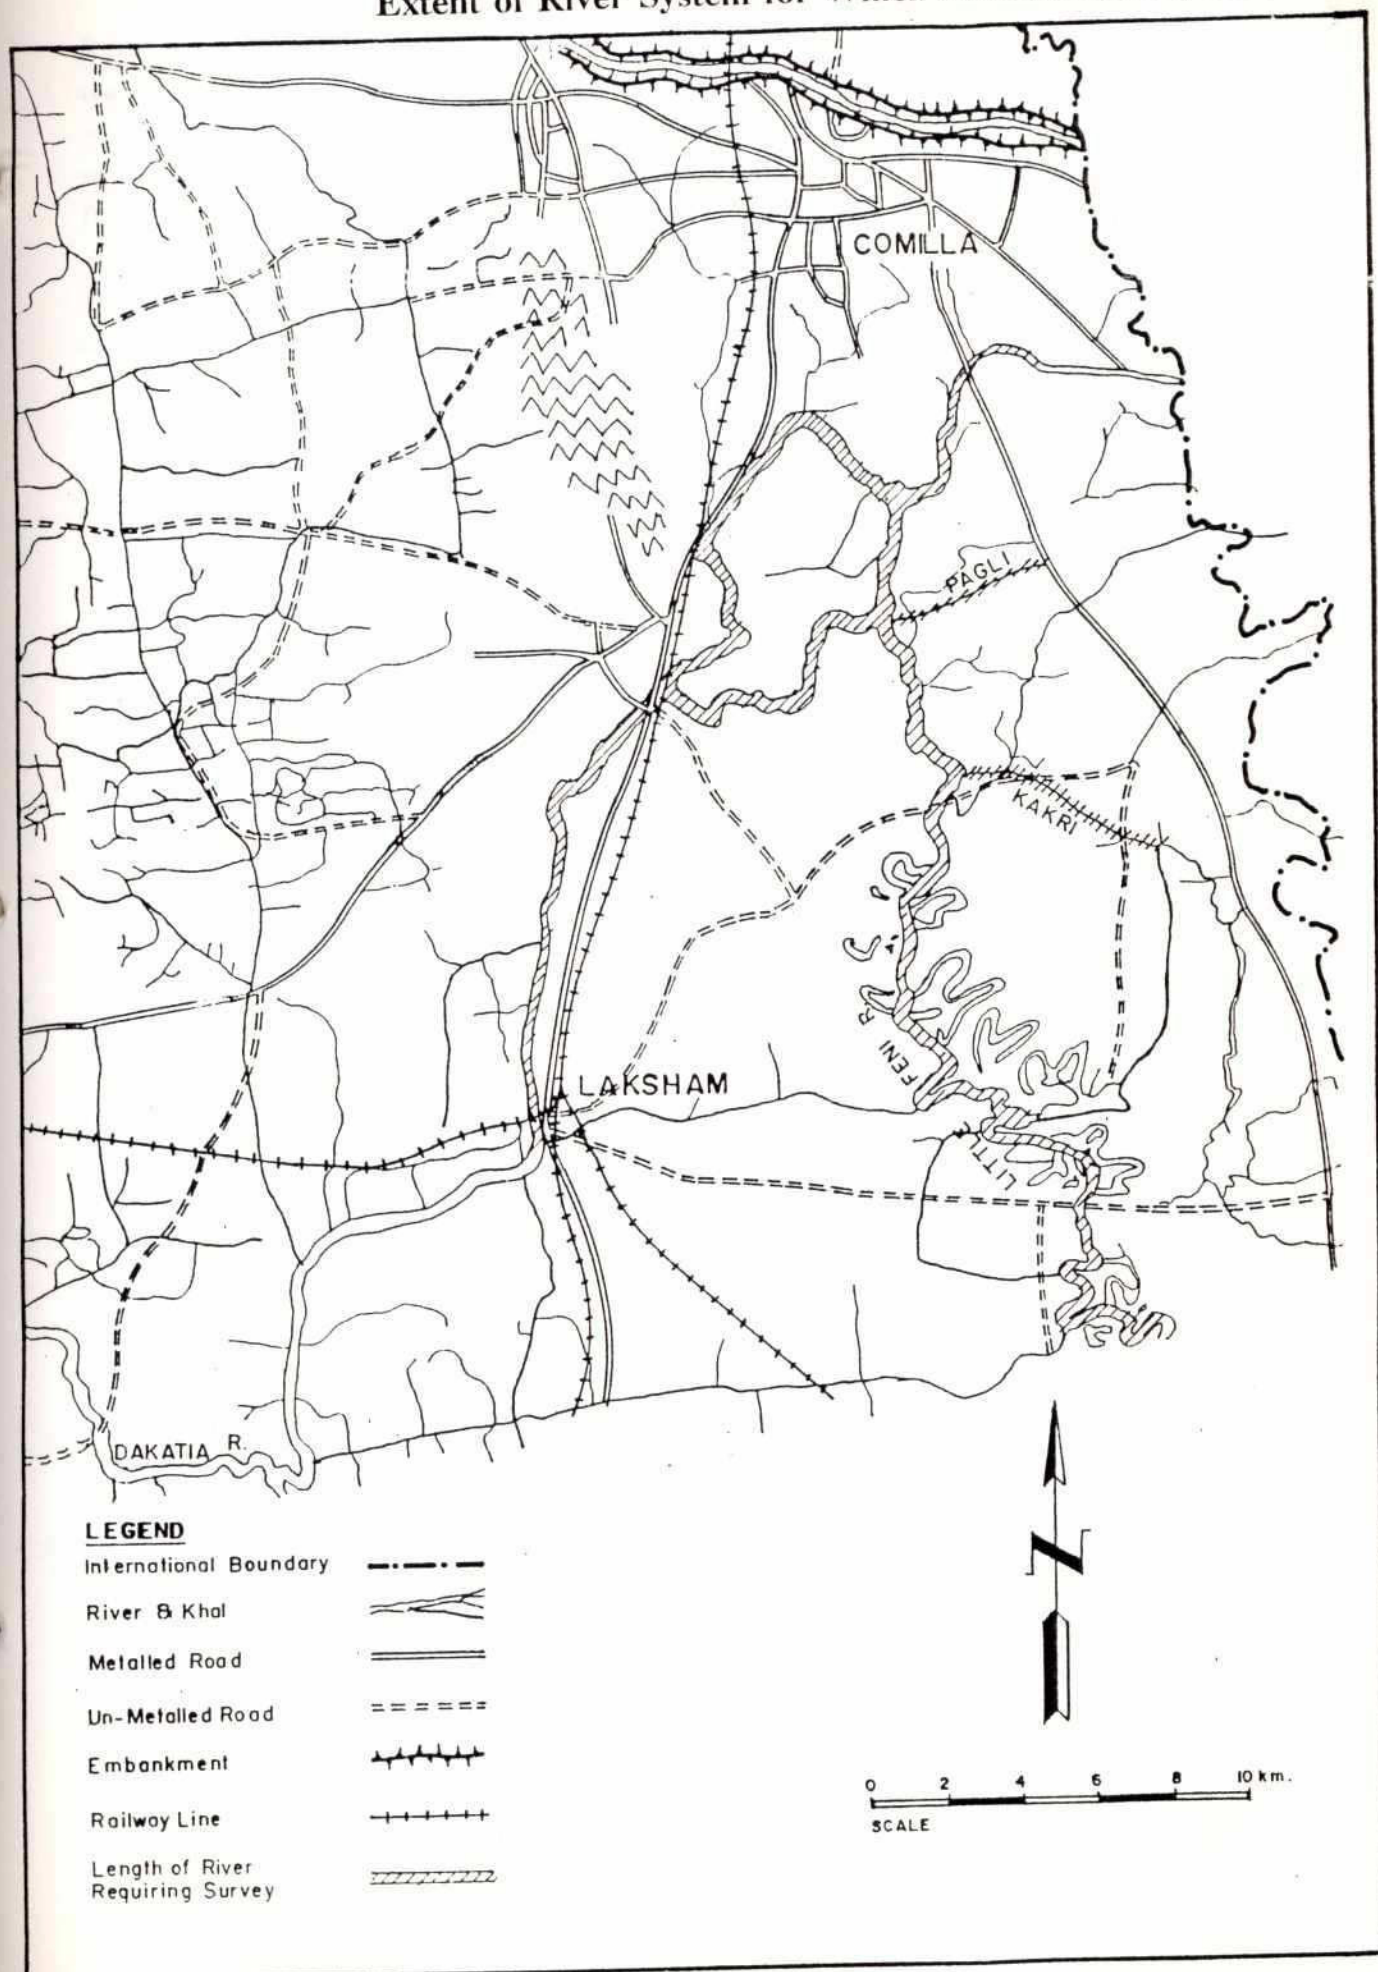 Extent of River System for
COMILLA
PAGLI
KAKRI
LITTLE FENI R.
LAKSHAM
DAKATIA R.
N
LEGEND
International Boundary
River & Khal
Metalled Road
Un-Metalled Road
Embankment
Railway Line
Length of River
Requiring Survey
0 2 4 6 8 10 km.
SCALE